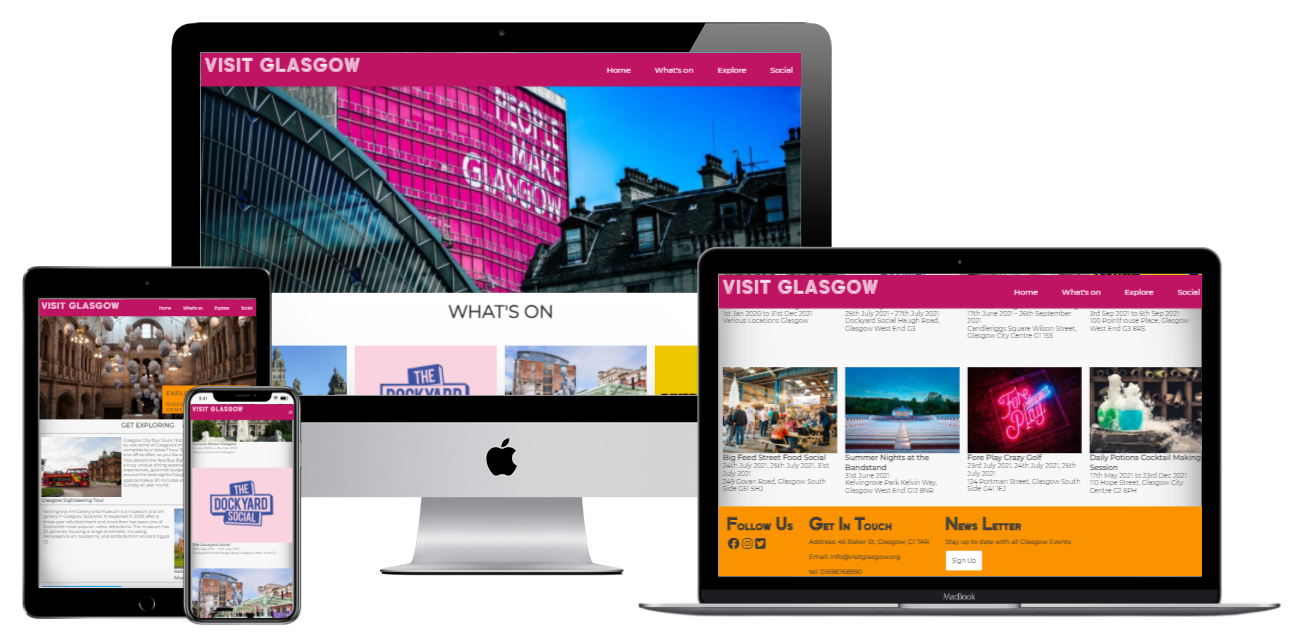 VISIT GLASGOW
Home What's on Explore Social
PEOPLE
MAKE
GLASGOW
WHAT'S ON
THE
DOCKYARD
VISIT GLASGOW
Home What's on Explore Social
GET EXPLORING
Glasgow Sightseeing Tour
9:41
VISIT GLASGOW
THE
DOCKYARD
SOCIAL
The Dockyard Social
VISIT GLASGOW
Home What's on Explore Social
1st Jan 2020 to 31st Dec 2021
Various Locations Glasgow
25th July 2021 - 27th July 2021
Dockyard Social Haugh Road,
Glasgow West End G3
17th June 2021 - 26th September
2021
Candleriggs Square Wilson Street,
Glasgow City Centre G1 1SS
3rd Sep 2021 to 5th Sep 2021
100 Pointhouse Place, Glasgow
West End G3 8RS
Fore
Play
Big Feed Street Food Social
24th July 2021, 25th July 2021, 31st
July 2021
249 Govan Road, Glasgow South
Side G51 SHJ
Summer Nights at the
Bandstand
31st June 2021
Kelvingrove Park Kelvin Way,
Glasgow West End G12 8NR
Fore Play Crazy Golf
23rd July 2021, 24th July 2021, 25th
July 2021
124 Portman Street, Glasgow South
Side G41 1EJ
Daily Potions Cocktail Making
Session
17th May 2021 to 23rd Dec 2021
110 Hope Street, Glasgow City
Centre G2 6PH
Follow Us
Get In Touch
Address: 45 Baker St, Glasgow, G1 7AR
Email: info@visitglasgow.org
tel: 01698768990
News Letter
Stay up to date with all Glasgow Events
Sign Up
MacBook